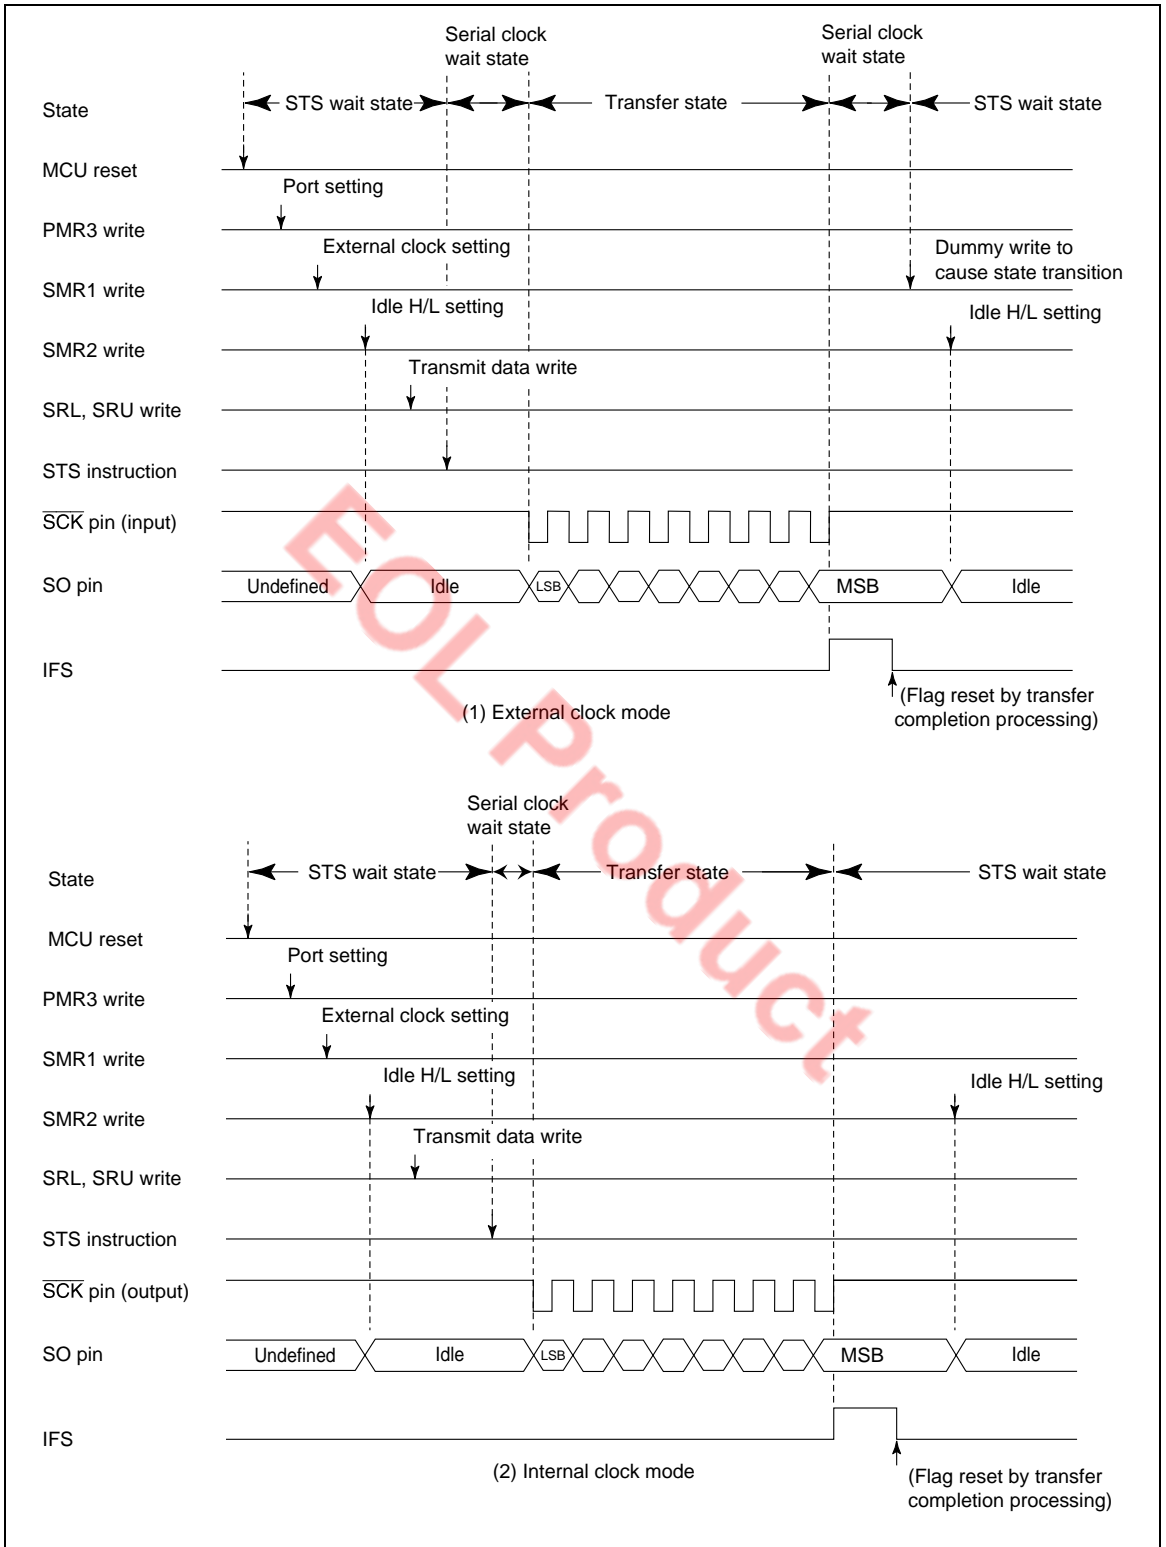 Serial clock
wait state
Serial clock
wait state
State
STS wait state
Transfer state
STS wait state
MCU reset
Port setting
PMR3 write
External clock setting
Dummy write to
cause state transition
SMR1 write
Idle H/L setting
Idle H/L setting
SMR2 write
Transmit data write
SRL, SRU write
STS instruction
SCK pin (input)
SO pin
Undefined
Idle
LSB
MSB
Idle
IFS
(Flag reset by transfer
completion processing)
(1) External clock mode
EOL Product
Serial clock
wait state
State
STS wait state
Transfer state
STS wait state
MCU reset
Port setting
PMR3 write
External clock setting
SMR1 write
Idle H/L setting
Idle H/L setting
SMR2 write
Transmit data write
SRL, SRU write
STS instruction
SCK pin (output)
SO pin
Undefined
Idle
LSB
MSB
Idle
IFS
(2) Internal clock mode
(Flag reset by transfer
completion processing)